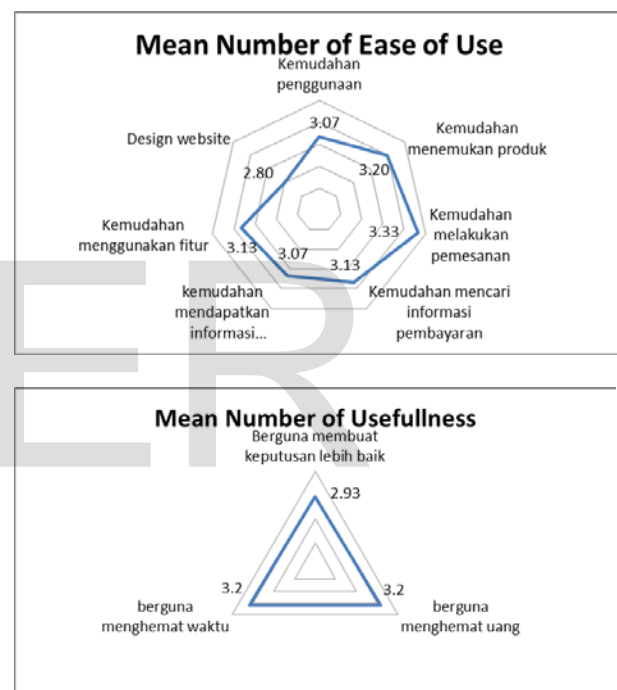 Mean Number of Ease of Use
Kemudahan
penggunaan
3.07
Kemudahan
menemukan produk
3.20
Kemudahan
melakukan
pemesanan
3.33
Kemudahan mencari
informasi
pembayaran
3.13
kemudahan
mendapatkan
informasi...
3.07
Kemudahan
menggunakan fitur
3.13
Design website
2.80
ER
Mean Number of Usefullness
Berguna membuat
keputusan lebih baik
2.93
berguna
menghemat uang
3.2
berguna
menghemat waktu
3.2